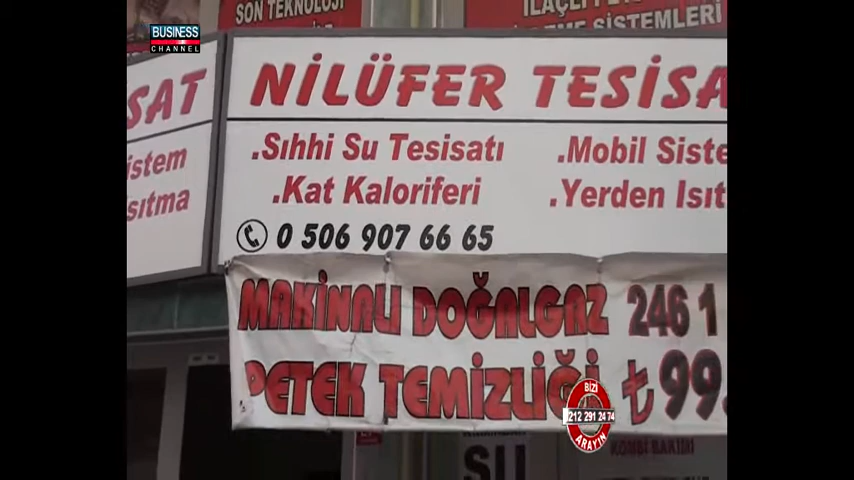 BUSINESS
CHANNEL
SON TEKNOLOJİ
İLAÇLI PETEK
SİSTEMLERİ
SAT
istem
ısıtma
NİLÜFER TESİSA
.Sıhhi Su Tesisatı
.Kat Kaloriferi
.Mobil Siste
.Yerden Isıt
0 506 907 66 65
MAKİNALI DOĞALGAZ
PETEK TEMİZLİĞİ
246 1
₺99
BİZİ
212 291 24 74
ARAYIN
KOMBİ BAKIMI
SU